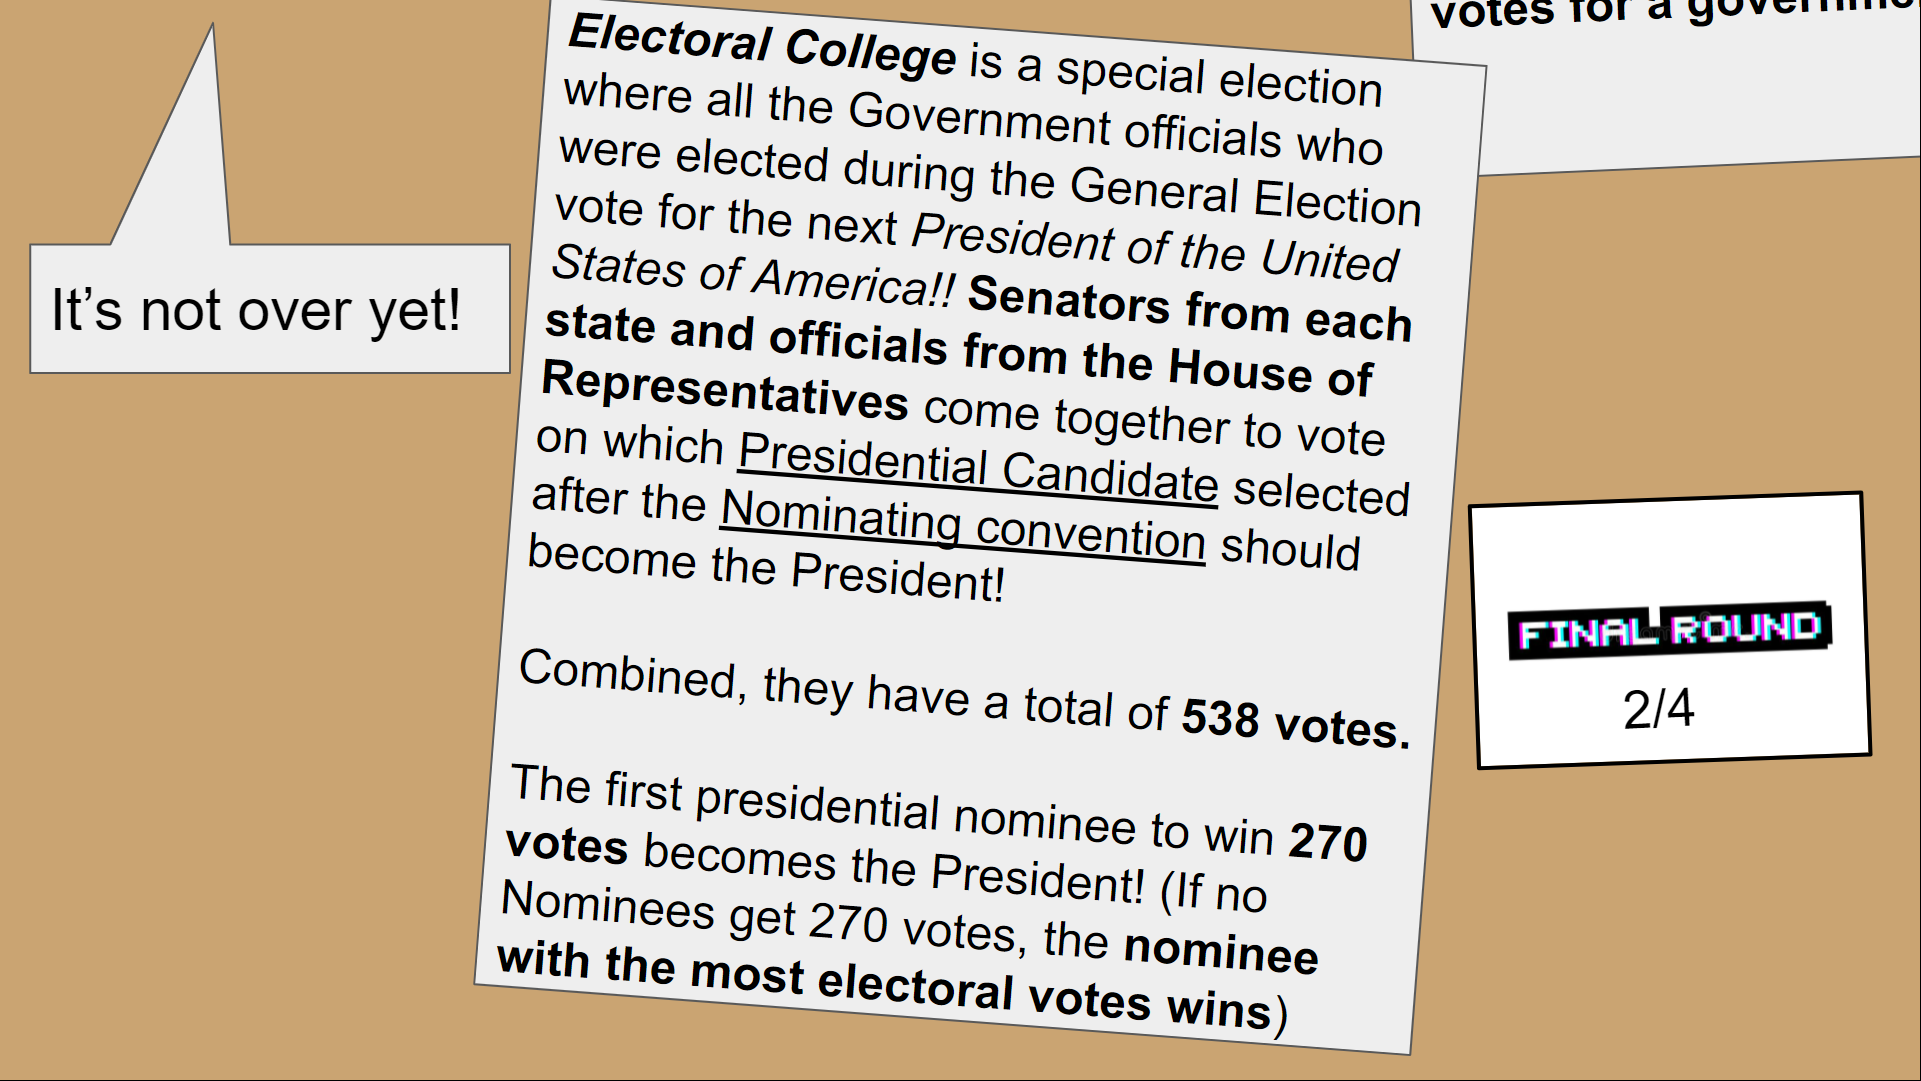 votes for a governme
Electoral College is a special election
where all the Government officials who
were elected during the General Election
vote for the next President of the United
States of America!! Senators from each
state and officials from the House of
Representatives come together to vote
on which Presidential Candidate selected
after the Nominating convention should
become the President!
Combined, they have a total of 538 votes.
The first presidential nominee to win 270
votes becomes the President! (If no
Nominees get 270 votes, the nominee
with the most electoral votes wins)
It’s not over yet!
FINAL ROUND
2/4